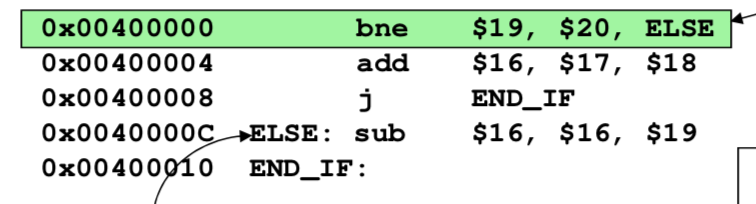 0x00400000 bne $19, $20, ELSE
0x00400004 add $16, $17, $18
0x00400008 j END_IF
0x0040000C ELSE: sub $16, $16, $19
0x00400010 END_IF: